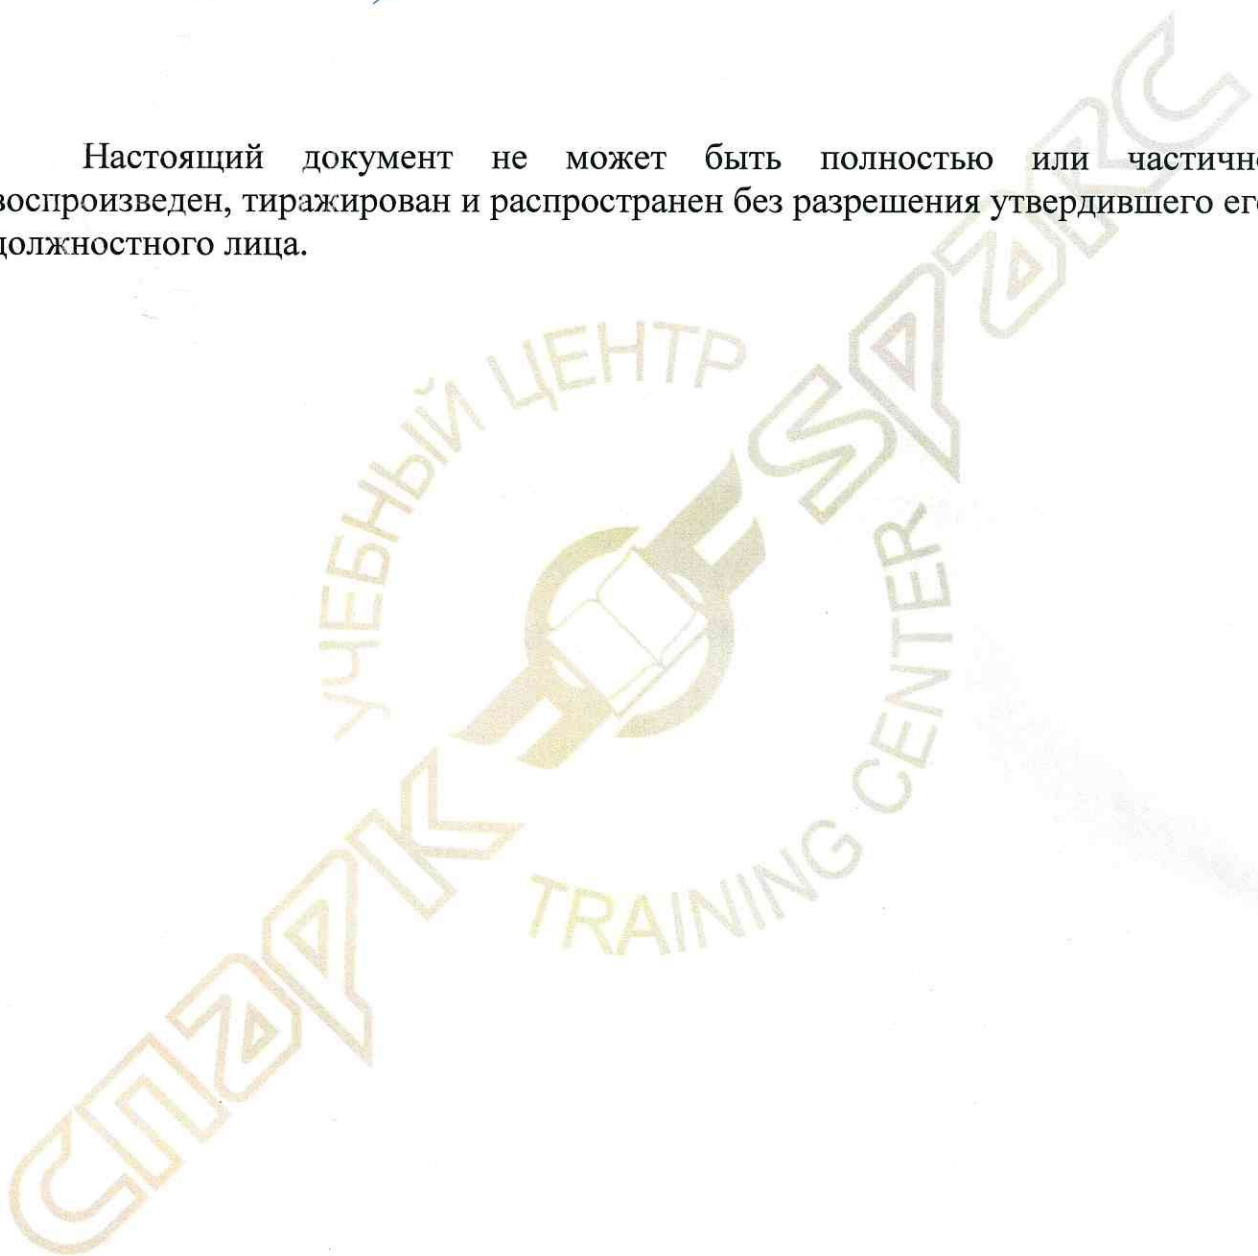 Настоящий документ не может быть полностью или частично
воспроизведен, тиражирован и распространен без разрешения утвердившего его
должностного лица.
УЧЕБНЫЙ ЦЕНТР
SPARC
СПАРК
TRAINING CENTER